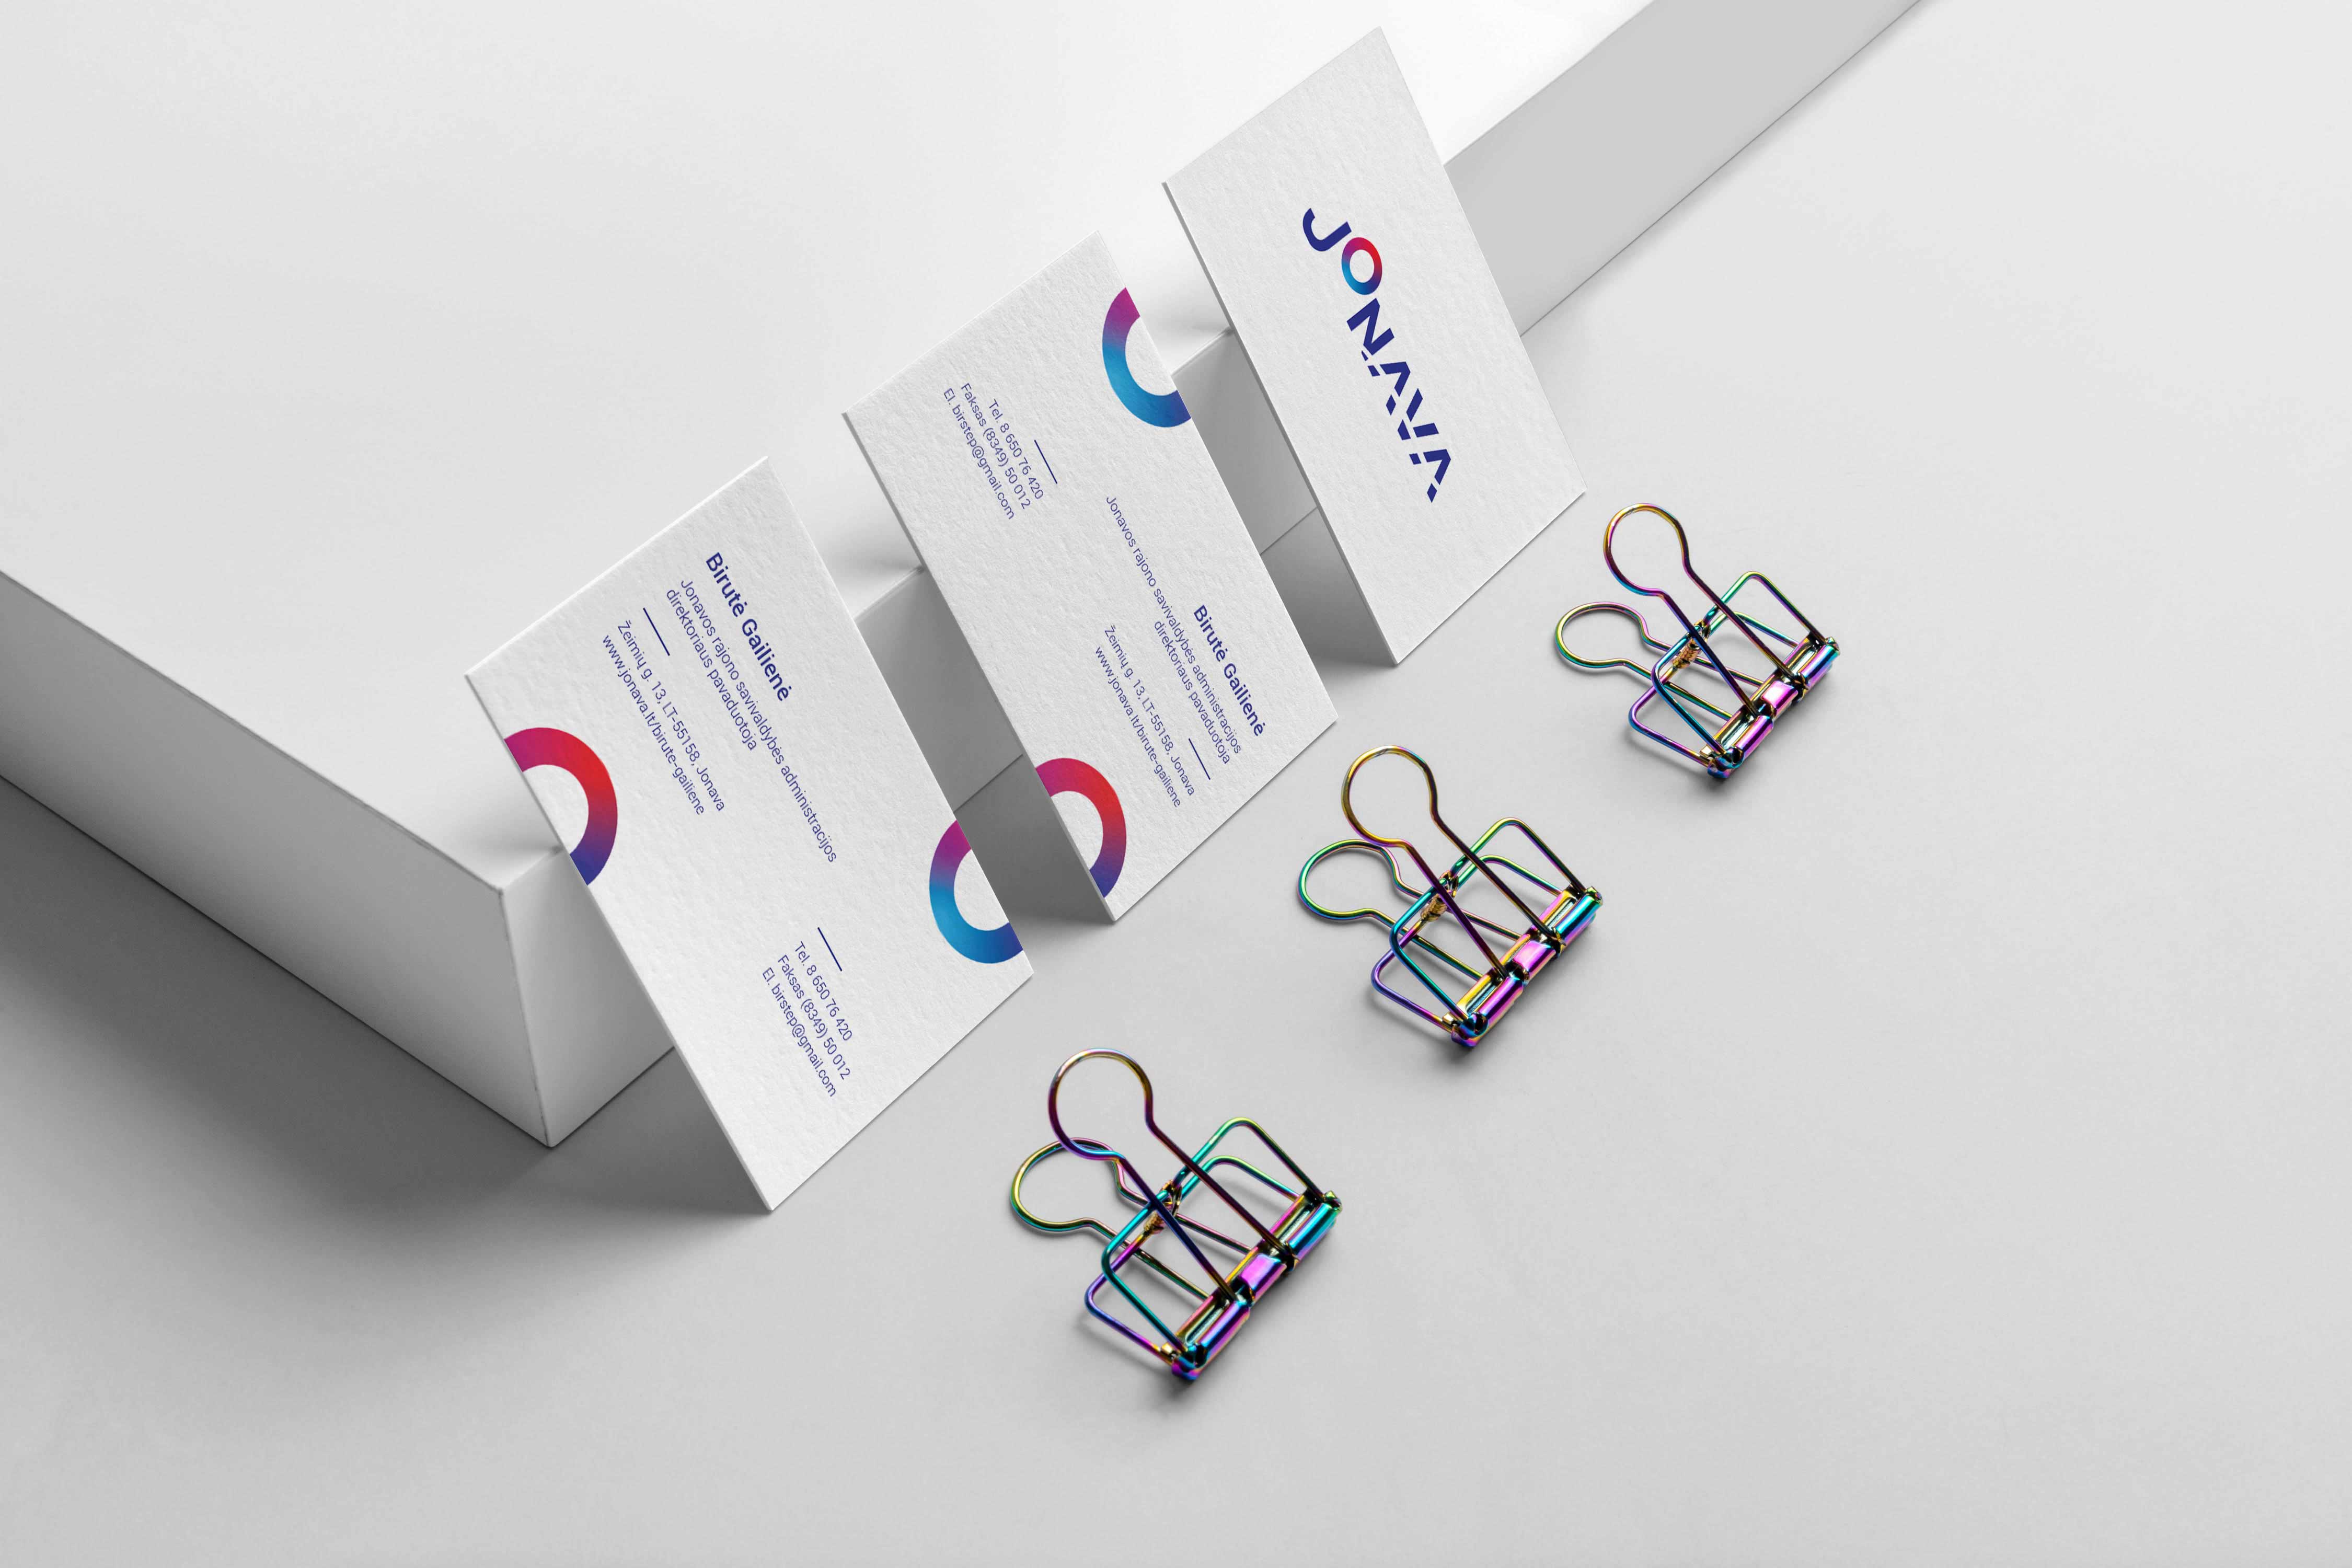 Birutė Gailienė
Jonavos rajono savivaldybės administracijos
direktoriaus pavaduotoja
Žeimių g. 13, LT-55158, Jonava
www.jonava.lt/birute-gailiene
Tel. 8 650 76 420
Faksas (8349) 50 012
El. birstep@gmail.com
Tel. 8 650 76 420
Faksas (8349) 50 012
El. birstep@gmail.com
Birutė Gailienė
Jonavos rajono savivaldybės administracijos
direktoriaus pavaduotoja
Žeimių g. 13, LT-55158, Jonava
www.jonava.lt/birute-gailiene
JONAVA